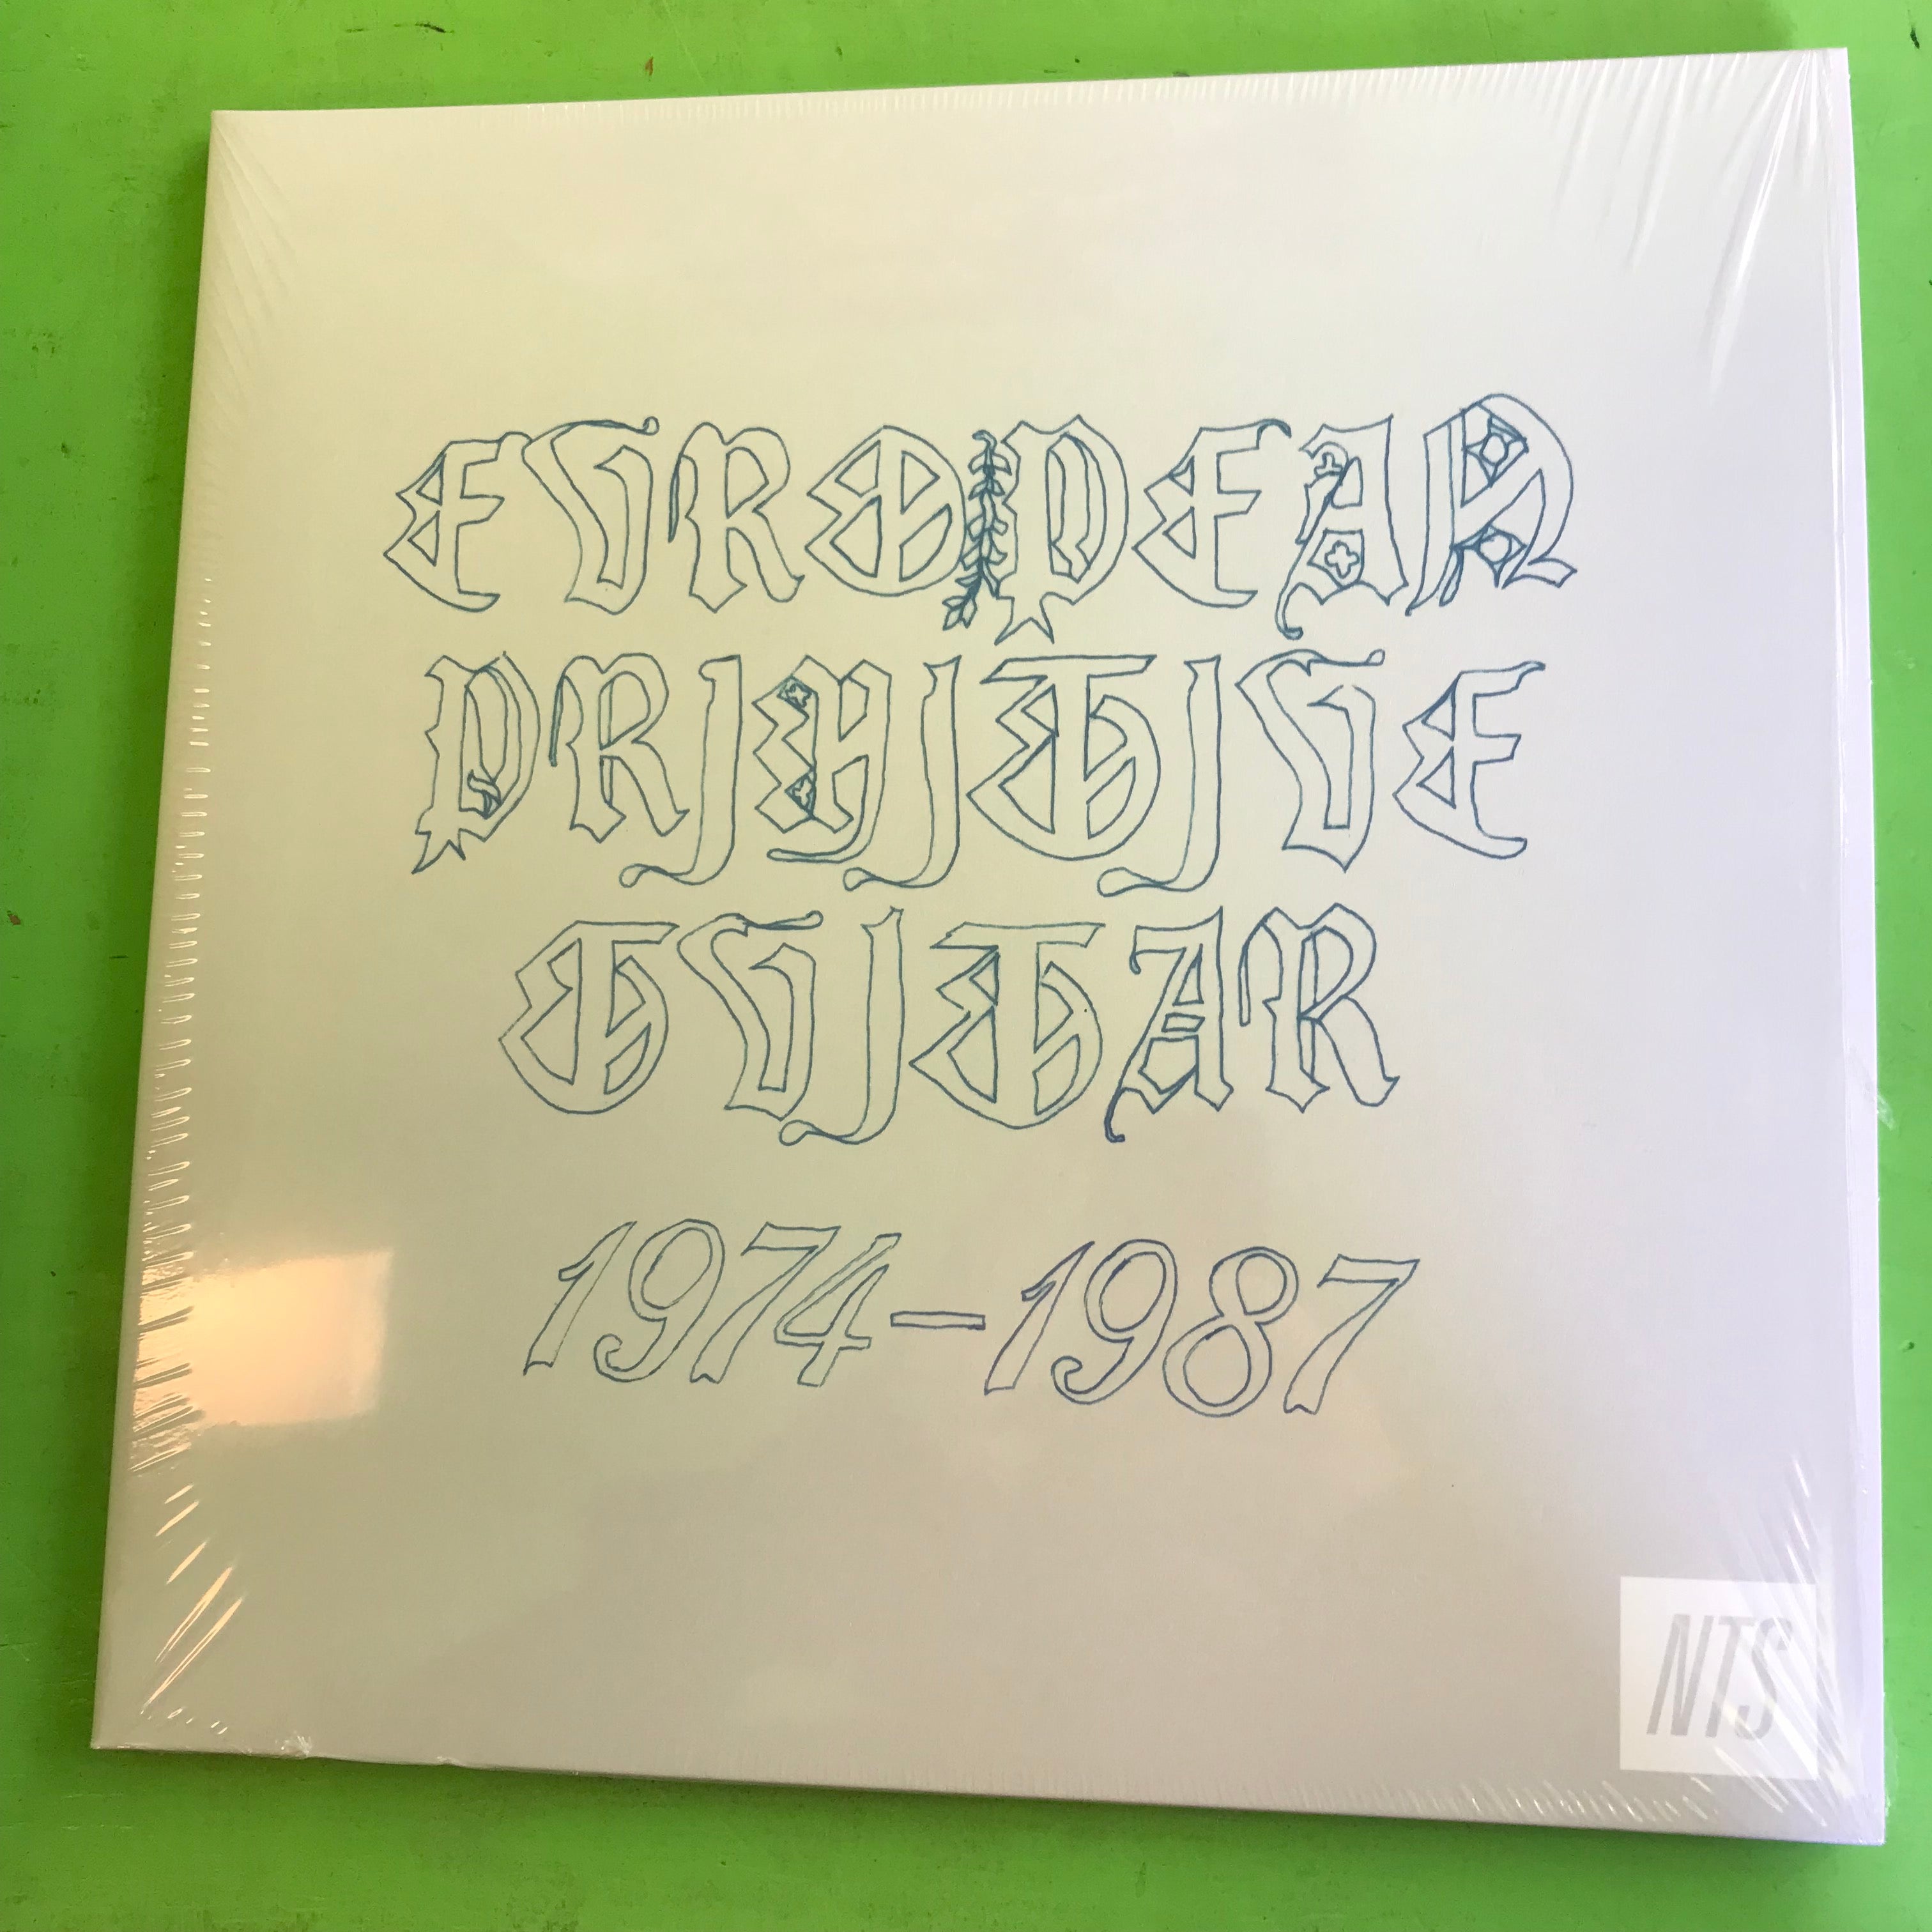 EUROPEAN
PRIMITIVE
GUITAR
1974-1987
NTS